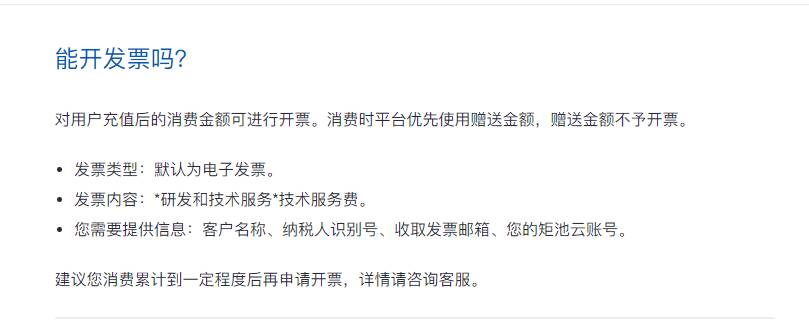 能开发票吗?
对用户充值后的消费金额可进行开票。消费时平台优先使用赠送金额，赠送金额不予开票。
• 发票类型：默认为电子发票。
• 发票内容：*研发和技术服务*技术服务费。
• 您需要提供信息：客户名称、纳税人识别号、收取发票邮箱、您的矩池云账号。
建议您消费累计到一定程度后再申请开票，详情请咨询客服。